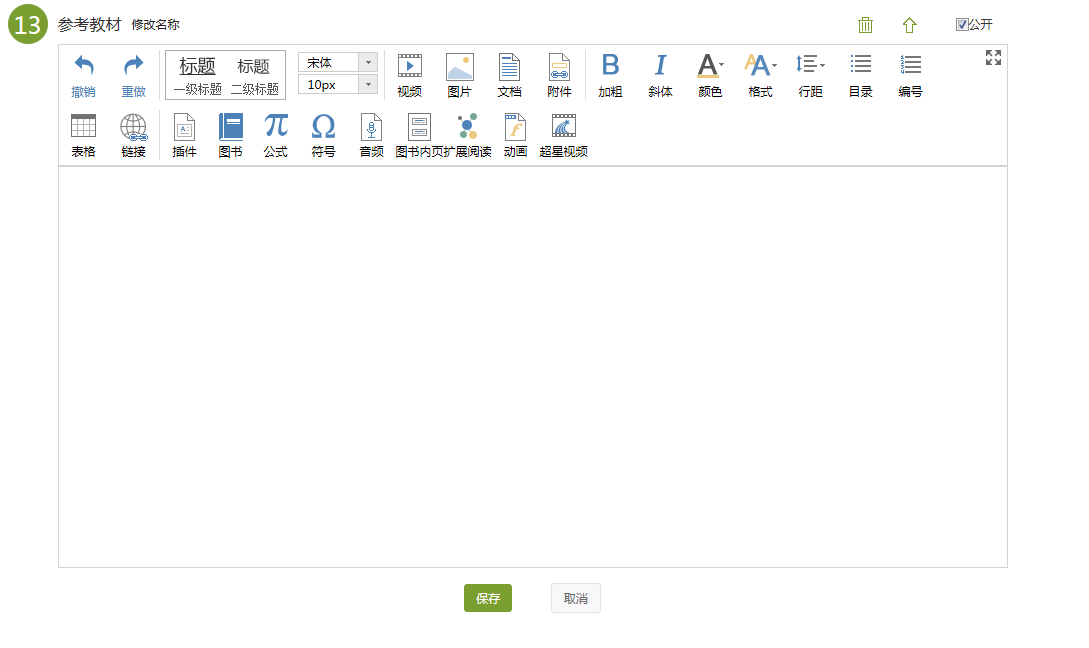 13 参考教材 修改名称 公开
标题 标题 宋体
一级标题 二级标题 10px
撤销 重做 视频 图片 文档 附件 加粗 斜体 颜色 格式 行距 目录 编号
表格 链接 插件 图书 公式 符号 音频 图书内页 扩展阅读 动画 超星视频
保存 取消